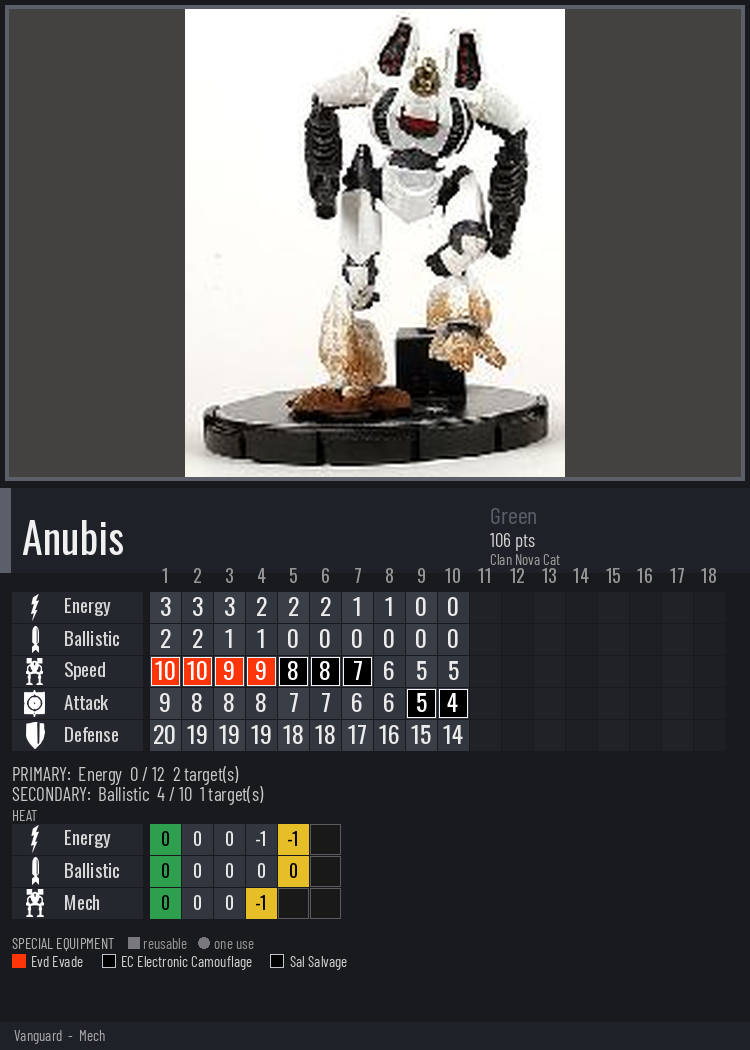 Anubis
Green
106 pts
Clan Nova Cat
1 2 3 4 5 6 7 8 9 10 11 12 13 14 15 16 17 18
Energy 3 3 3 2 2 2 1 1 0 0
Ballistic 2 2 1 1 0 0 0 0 0 0
Speed 10 10 9 9 8 8 7 6 5 5
Attack 9 8 8 8 7 7 6 6 5 4
Defense 20 19 19 19 18 18 17 16 15 14
PRIMARY: Energy 0 / 12 2 target(s)
SECONDARY: Ballistic 4 / 10 1 target(s)
HEAT
Energy 0 0 0 -1 -1
Ballistic 0 0 0 0 0
Mech 0 0 0 -1
SPECIAL EQUIPMENT reusable one use
Evd Evade EC Electronic Camouflage Sal Salvage
Vanguard - Mech